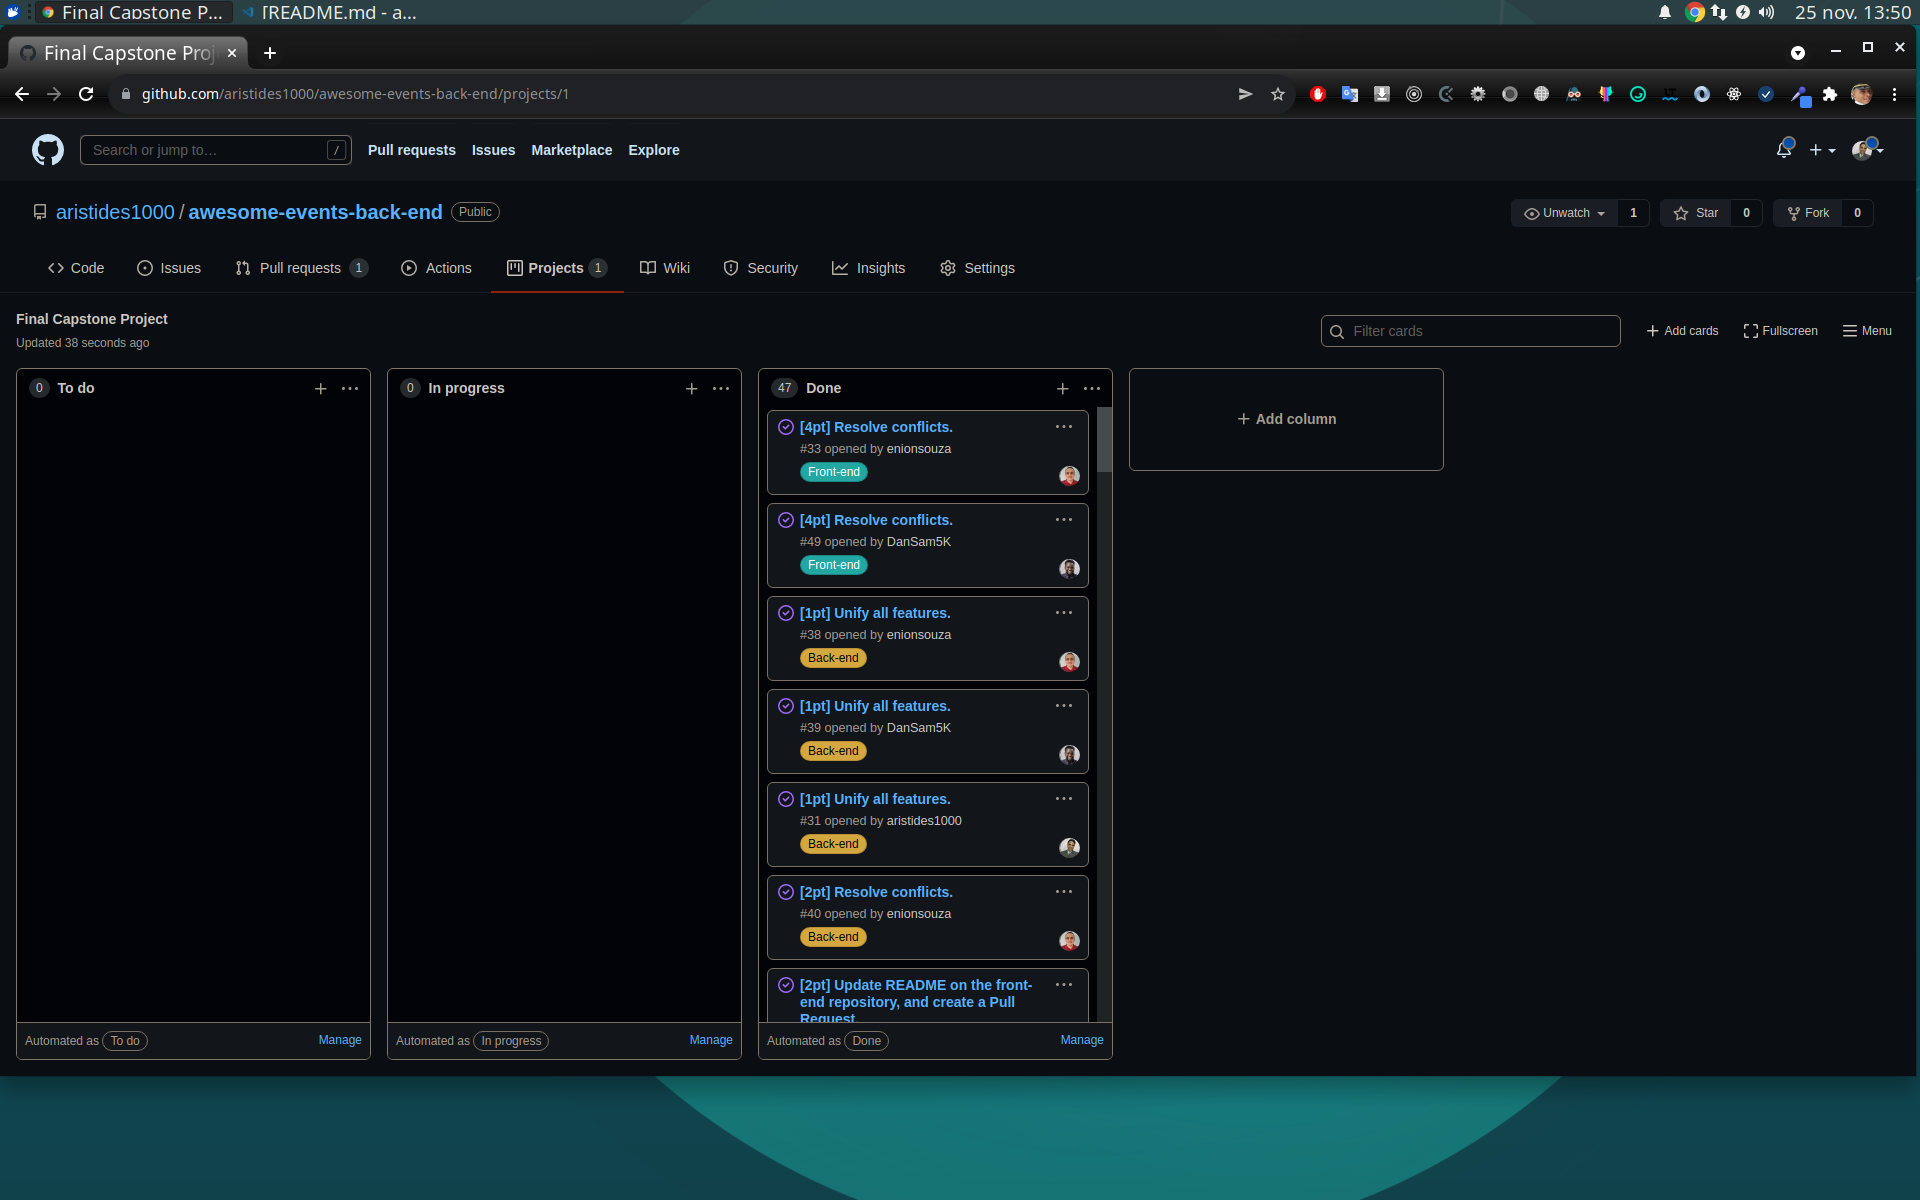 Final Capstone P...
[README.md - a...
25 nov. 13:50
Final Capstone Proj
github.com/aristides1000/awesome-events-back-end/projects/1
Search or jump to…
/
Pull requests
Issues
Marketplace
Explore
aristides1000 / awesome-events-back-end
Public
Unwatch
1
Star
0
Fork
0
Code
Issues
Pull requests 1
Actions
Projects 1
Wiki
Security
Insights
Settings
Final Capstone Project
Updated 38 seconds ago
Filter cards
Add cards
Fullscreen
Menu
0 To do
Automated as To do
Manage
0 In progress
Automated as In progress
Manage
47 Done
[4pt] Resolve conflicts.
#33 opened by enionsouza
Front-end
[4pt] Resolve conflicts.
#49 opened by DanSam5K
Front-end
[1pt] Unify all features.
#38 opened by enionsouza
Back-end
[1pt] Unify all features.
#39 opened by DanSam5K
Back-end
[1pt] Unify all features.
#31 opened by aristides1000
Back-end
[2pt] Resolve conflicts.
#40 opened by enionsouza
Back-end
[2pt] Update README on the front-
end repository, and create a Pull
Request.
Automated as Done
Manage
Add column